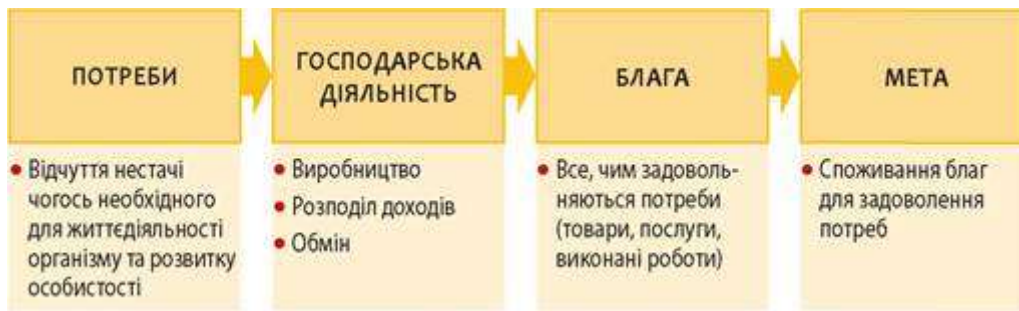 ПОТРЕБИ
• Відчуття нестачі
чогось необхідного
для життєдіяльності
організму та розвитку
особистості
ГОСПОДАРСЬКА
ДІЯЛЬНІСТЬ
• Виробництво
• Розподіл доходів
• Обмін
БЛАГА
• Все, чим задоволь-
няються потреби
(товари, послуги,
виконані роботи)
МЕТА
• Споживання благ
для задоволення
потреб